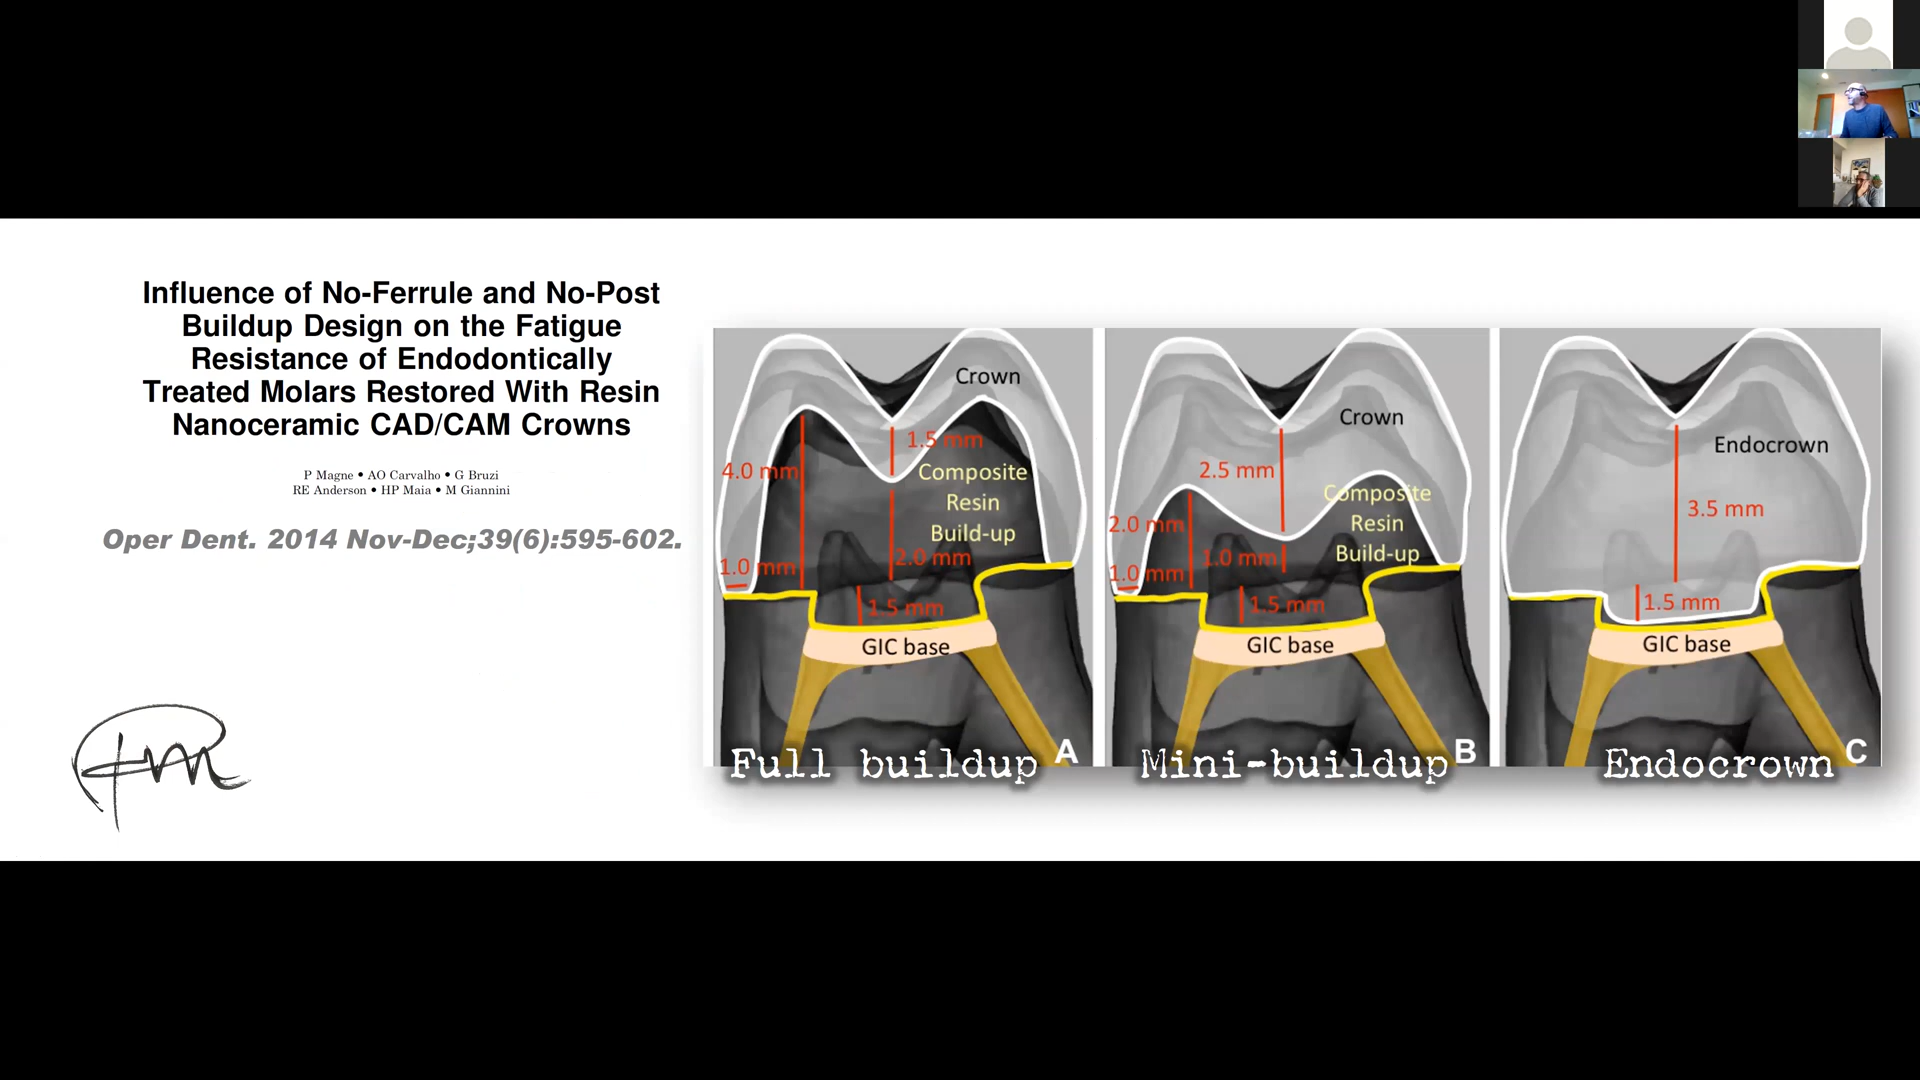 Influence of No-Ferrule and No-Post
Buildup Design on the Fatigue
Resistance of Endodontically
Treated Molars Restored With Resin
Nanoceramic CAD/CAM Crowns
P Magne • AO Carvalho • G Bruzi
RE Anderson • HP Maia • M Giannini
Oper Dent. 2014 Nov-Dec;39(6):595-602.
Crown
1.5 mm
4.0 mm
Composite
Resin
Build-up
2.0 mm
1.0 mm
1.5 mm
GIC base
Full buildup
A
Crown
2.5 mm
Composite
Resin
Build-up
2.0 mm
1.0 mm
1.0 mm
1.5 mm
GIC base
Mini-buildup
B
Endocrown
3.5 mm
1.5 mm
GIC base
Endocrown
C